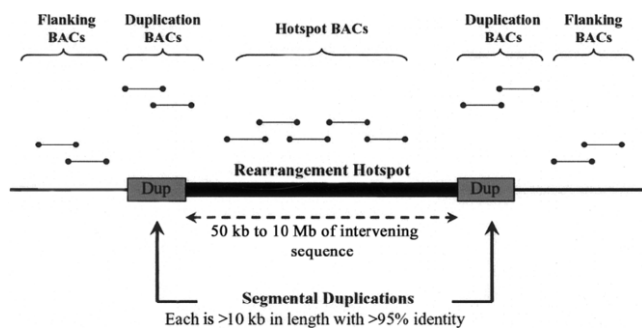 Flanking
BACs
Duplication
BACs
Hotspot BACs
Duplication
BACs
Flanking
BACs
Rearrangement Hotspot
Dup
Dup
50 kb to 10 Mb of intervening
sequence
Segmental Duplications
Each is >10 kb in length with >95% identity